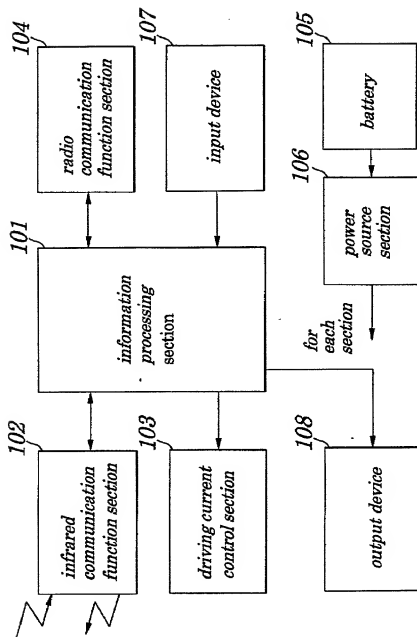 104
radio
communication
function section
107
input device
105
battery
101
information
processing
section
106
power
source
section
for
each
section
102
infrared
communication
function section
103
driving current
control section
108
output device